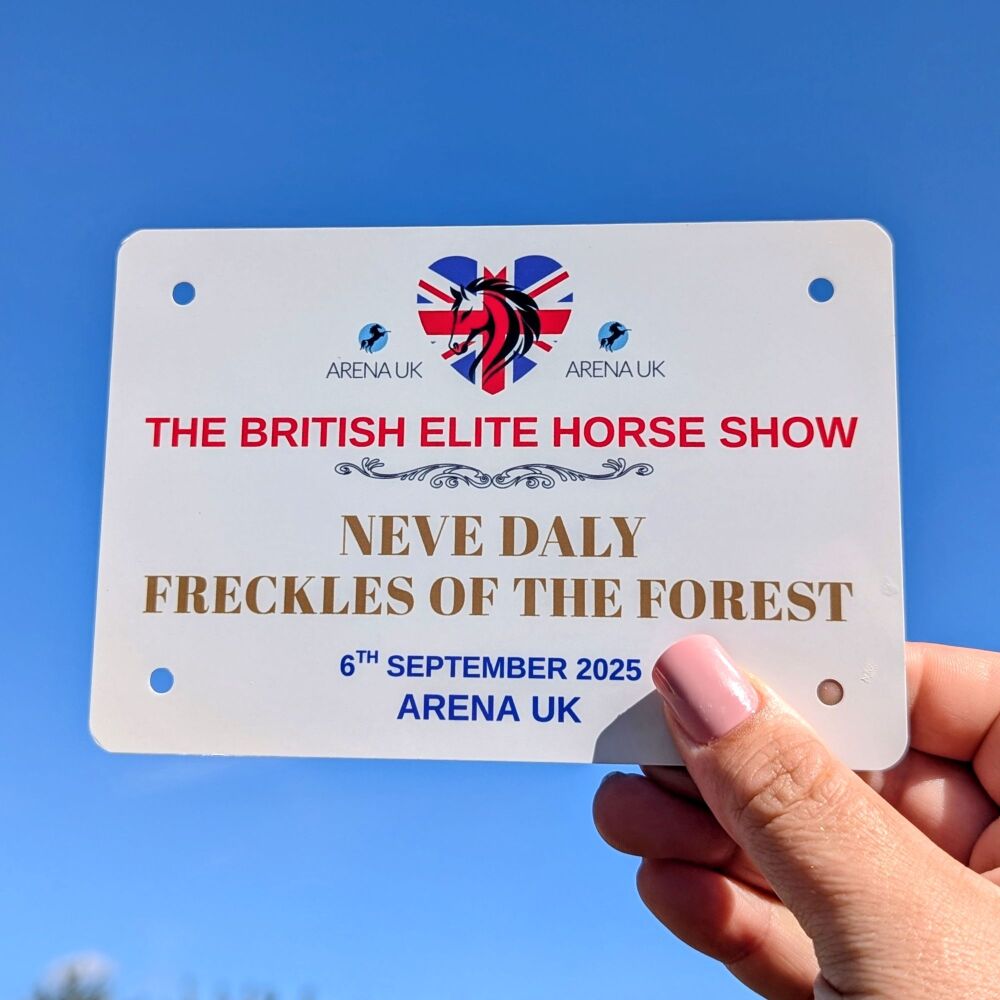 ARENA UK ARENA UK
THE BRITISH ELITE HORSE SHOW
NEVE DALY
FRECKLES OF THE FOREST
6TH SEPTEMBER 2025
ARENA UK